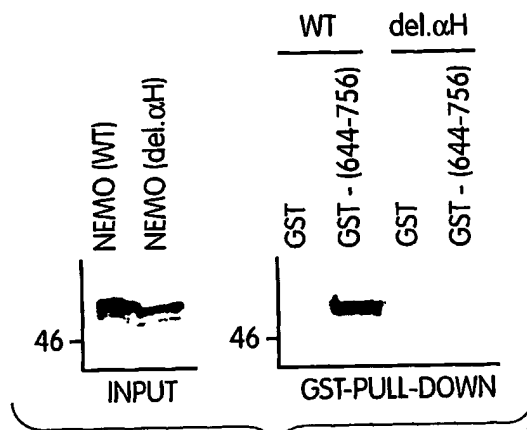 WT del.αH
NEMO (WT)
NEMO (del.αH)
GST
GST - (644-756)
GST
GST - (644-756)
46
46
INPUT
GST-PULL-DOWN